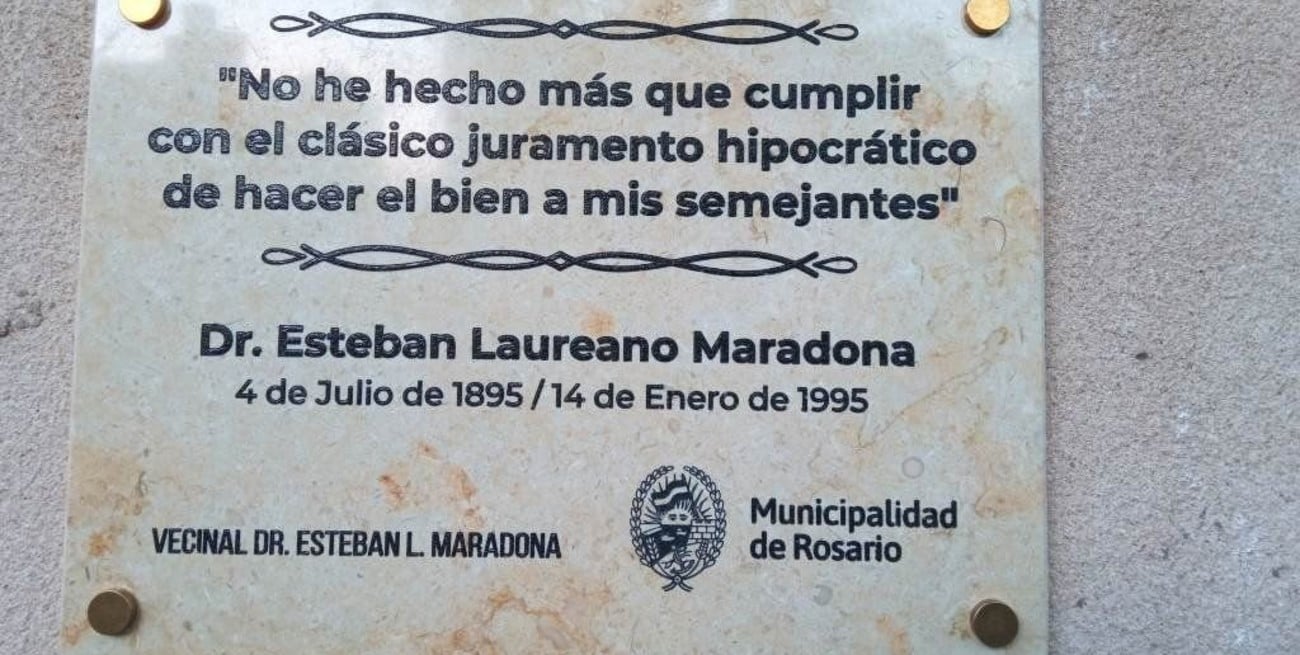 "No he hecho más que cumplir
con el clásico juramento hipocrático
de hacer el bien a mis semejantes"
Dr. Esteban Laureano Maradona
4 de Julio de 1895 / 14 de Enero de 1995
VECINAL DR. ESTEBAN L. MARADONA
Municipalidad
de Rosario